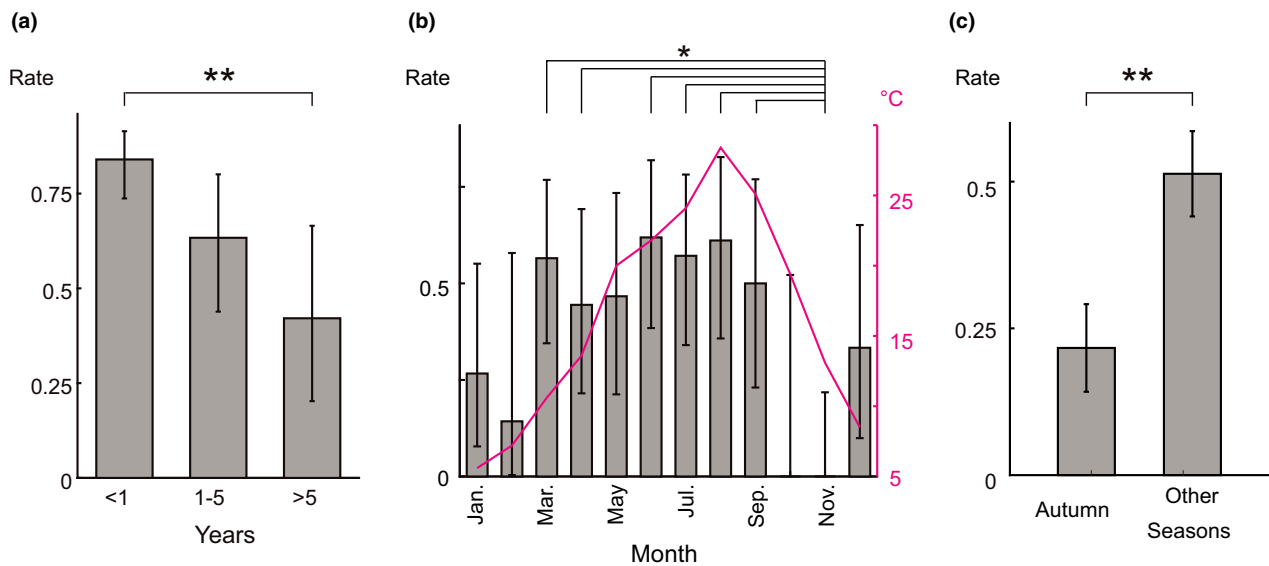 (a)
Rate
**
0.75
0.5
0.25
0
<1
1-5
>5
Years
(b)
Rate
*
°C
0.5
0
25
15
5
Jan.
Mar.
May
Jul.
Sep.
Nov.
Month
(c)
Rate
**
0.5
0.25
0
Autumn
Other
Seasons